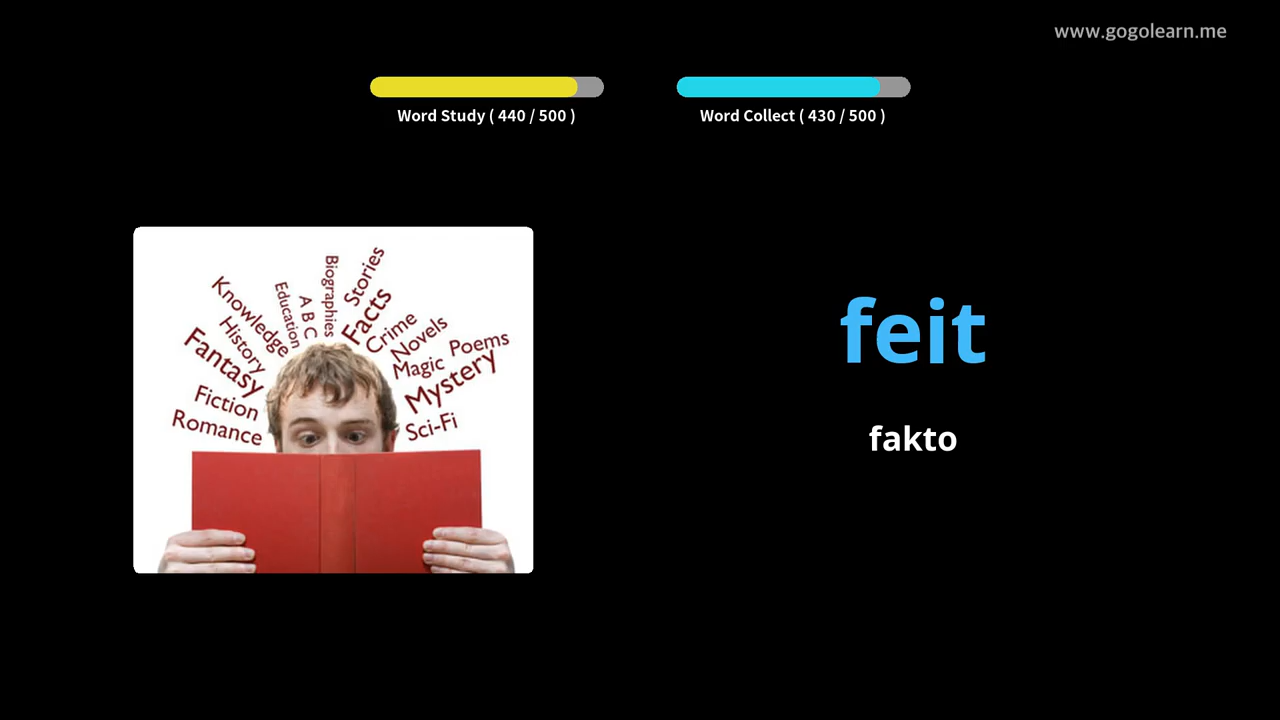 www.gogolearn.me
Word Study ( 440 / 500 )
Word Collect ( 430 / 500 )
Biographies
Stories
Education
A B C
Facts
Knowledge
Crime
History
Novels
Poems
Fantasy
Magic
Mystery
Fiction
Romance
Sci-Fi
feit
fakto